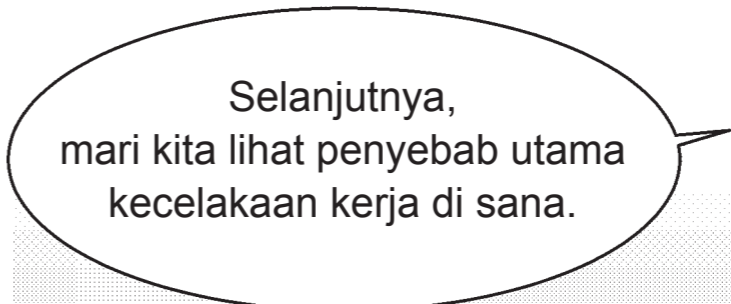 Selanjutnya,
mari kita lihat penyebab utama
kecelakaan kerja di sana.